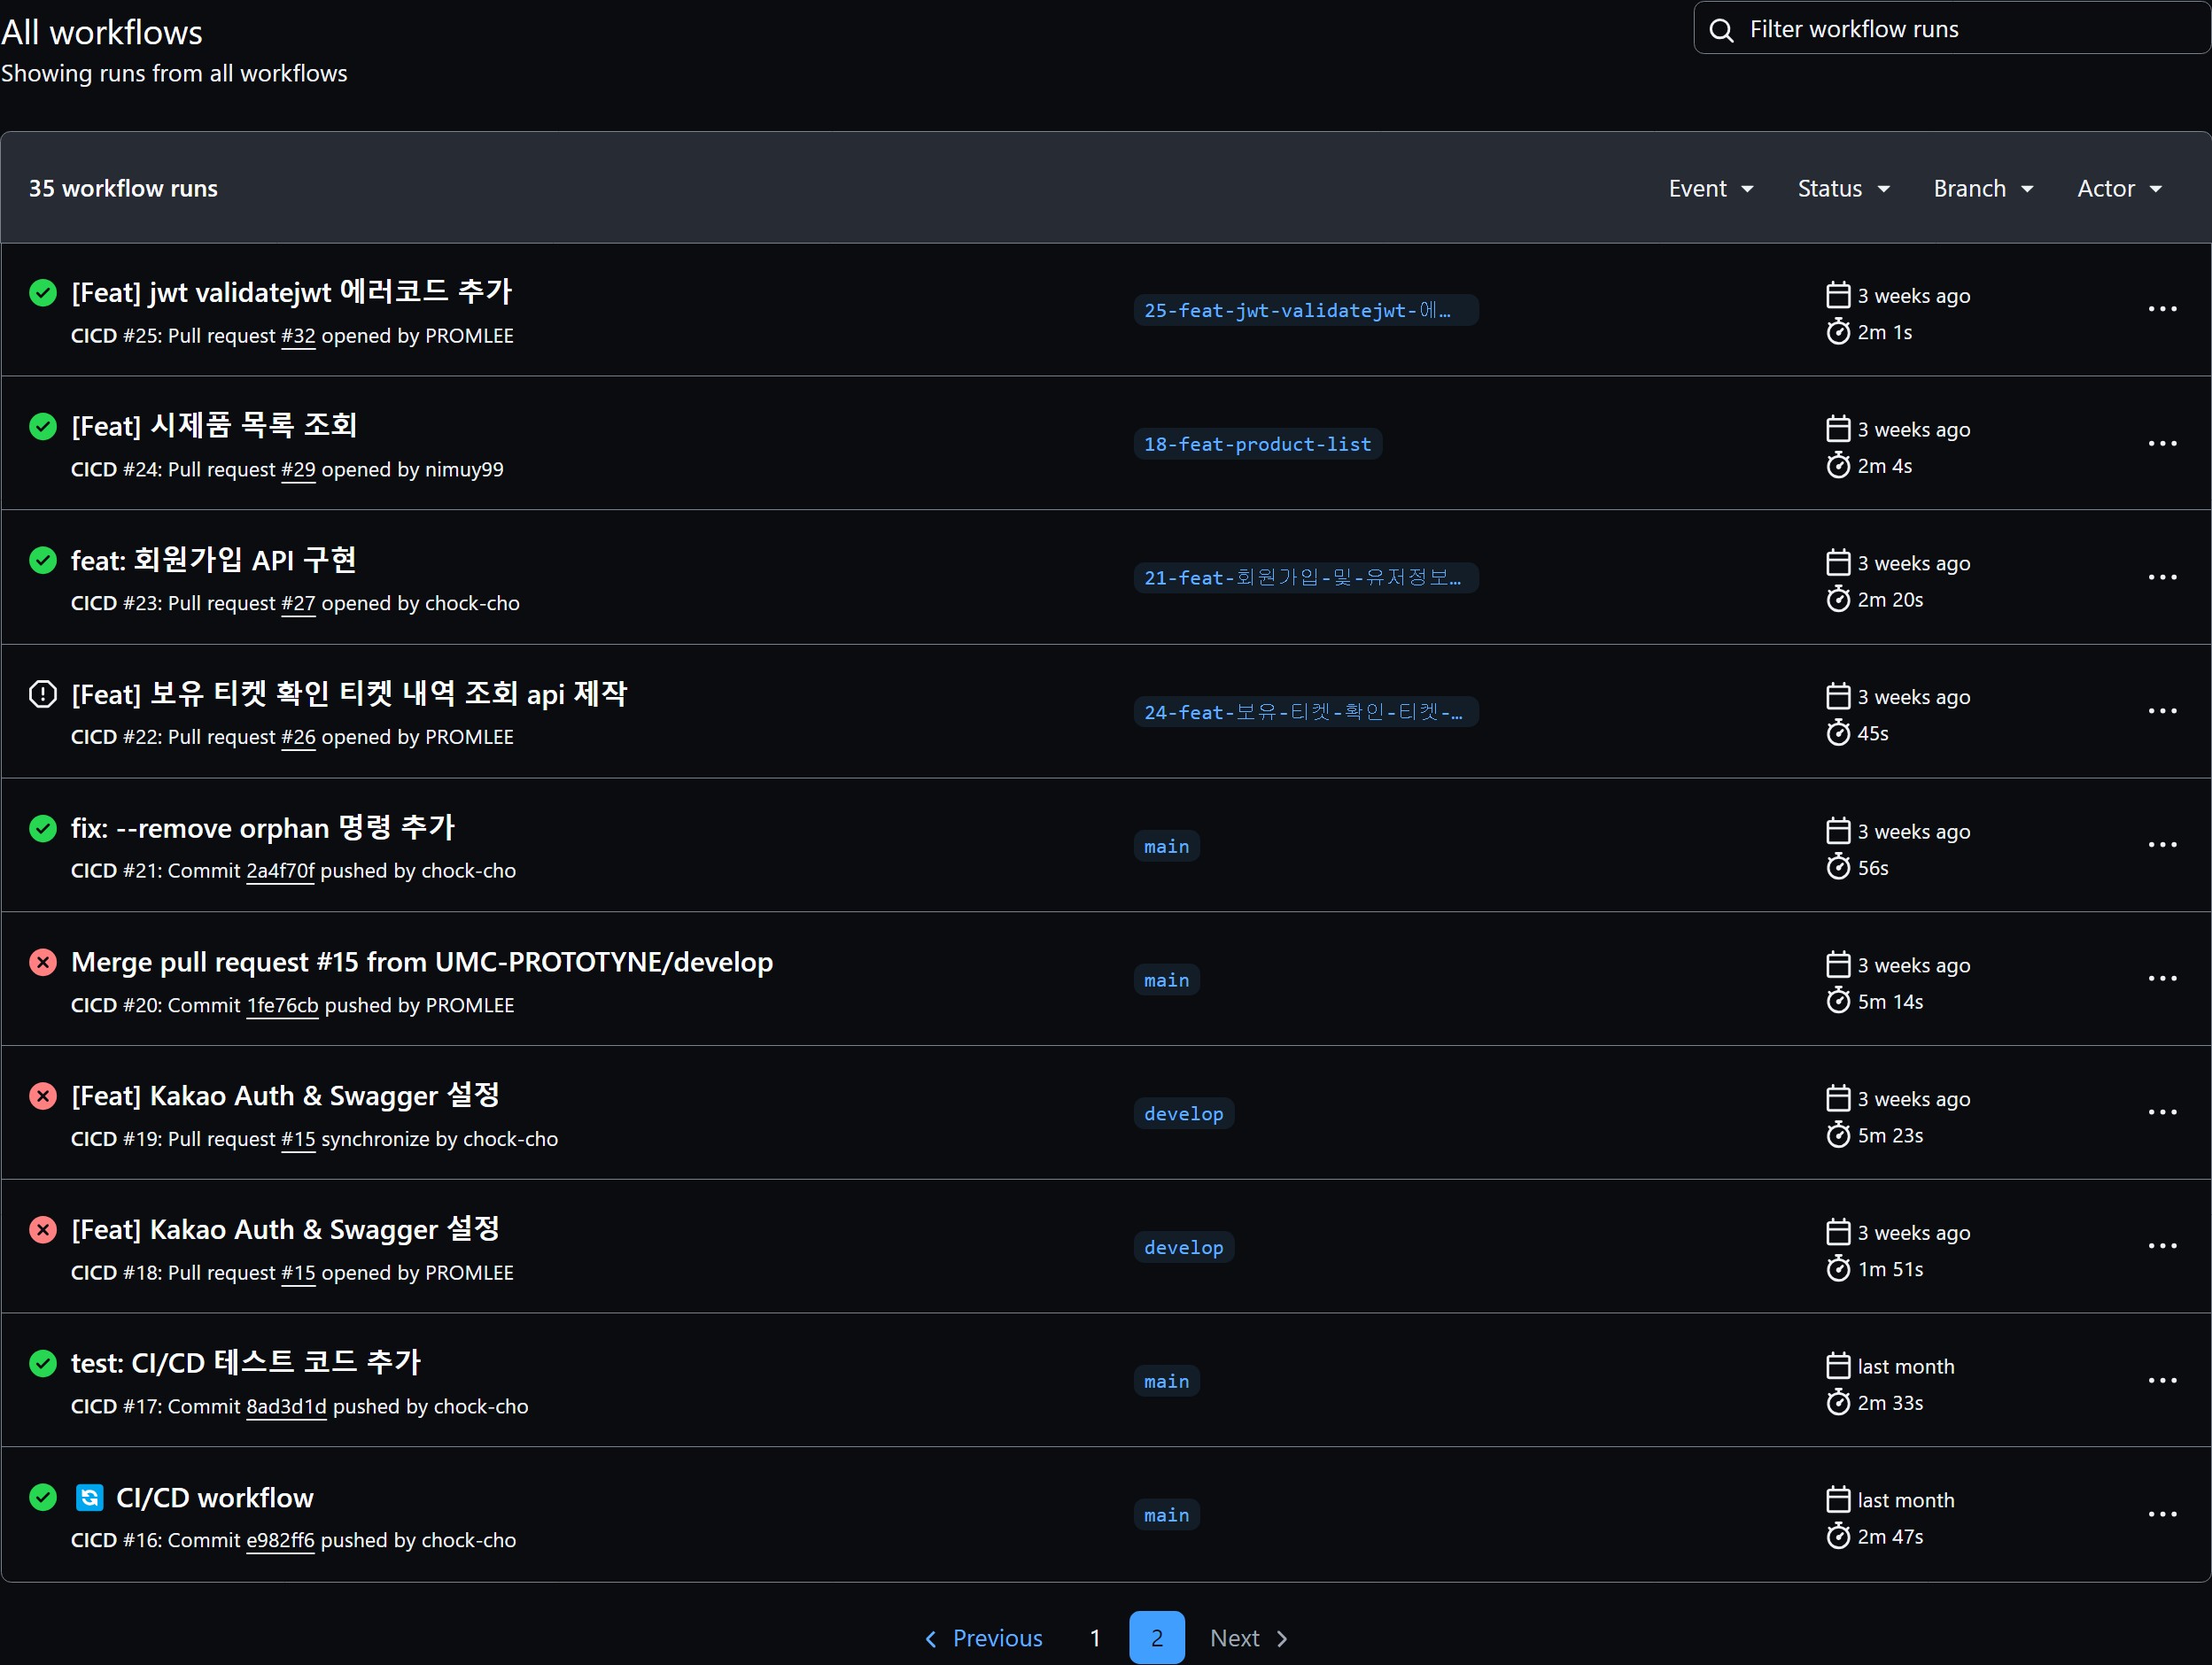 All workflows
Filter workflow runs
Showing runs from all workflows
35 workflow runs
Event Status Branch Actor
[Feat] jwt validatejwt 에러코드 추가
CICD #25: Pull request #32 opened by PROMLEE
25-feat-jwt-validatejwt-에…
3 weeks ago
2m 1s
[Feat] 시제품 목록 조회
CICD #24: Pull request #29 opened by nimuy99
18-feat-product-list
3 weeks ago
2m 4s
feat: 회원가입 API 구현
CICD #23: Pull request #27 opened by chock-cho
21-feat-회원가입-및-유저정보…
3 weeks ago
2m 20s
[Feat] 보유 티켓 확인 티켓 내역 조회 api 제작
CICD #22: Pull request #26 opened by PROMLEE
24-feat-보유-티켓-확인-티켓-…
3 weeks ago
45s
fix: --remove orphan 명령 추가
CICD #21: Commit 2a4f70f pushed by chock-cho
main
3 weeks ago
56s
Merge pull request #15 from UMC-PROTOTYNE/develop
CICD #20: Commit 1fe76cb pushed by PROMLEE
main
3 weeks ago
5m 14s
[Feat] Kakao Auth & Swagger 설정
CICD #19: Pull request #15 synchronize by chock-cho
develop
3 weeks ago
5m 23s
[Feat] Kakao Auth & Swagger 설정
CICD #18: Pull request #15 opened by PROMLEE
develop
3 weeks ago
1m 51s
test: CI/CD 테스트 코드 추가
CICD #17: Commit 8ad3d1d pushed by chock-cho
main
last month
2m 33s
CI/CD workflow
CICD #16: Commit e982ff6 pushed by chock-cho
main
last month
2m 47s
Previous 1 2 Next